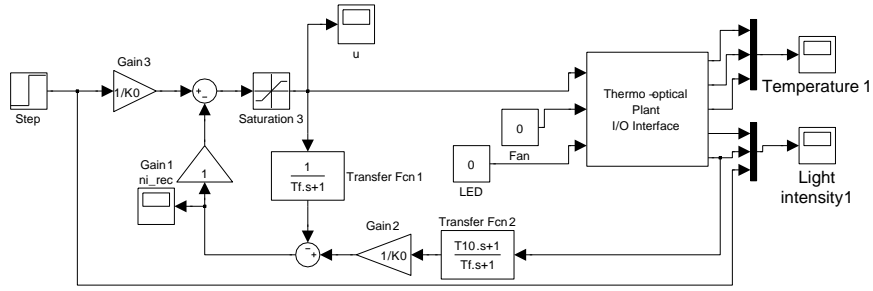 u
Gain 3
1/K0
+
−
Step
Saturation 3
Thermo -optical
Plant
I/O Interface
Temperature 1
0
Fan
0
LED
Light
intensity1
Gain 1
ni_rec
1
1
Tf.s+1
Transfer Fcn 1
Gain 2
1/K0
Transfer Fcn 2
T10.s+1
Tf.s+1
−
+